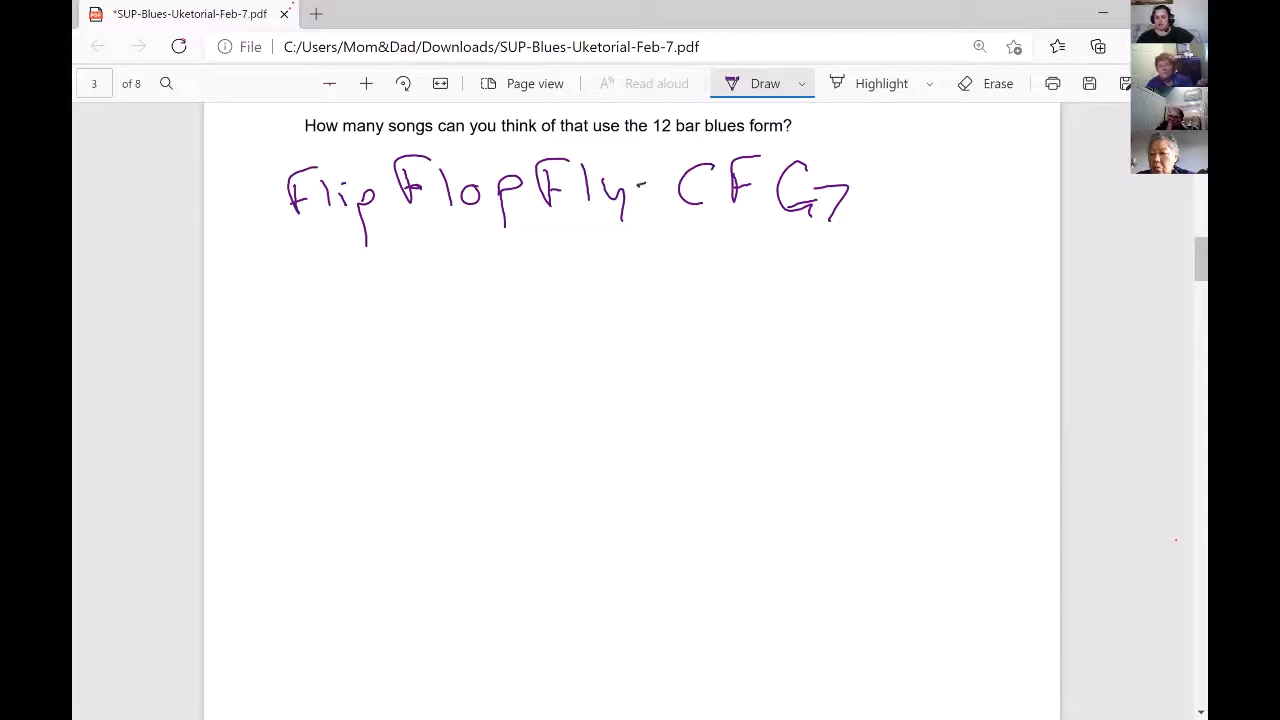 *SUP-Blues-Uketorial-Feb-7.pdf
File C:/Users/Mom&Dad/Downloads/SUP-Blues-Uketorial-Feb-7.pdf
3 of 8 Page view Read aloud Draw Highlight Erase
How many songs can you think of that use the 12 bar blues form?
Flip Flop Fly - C F G7